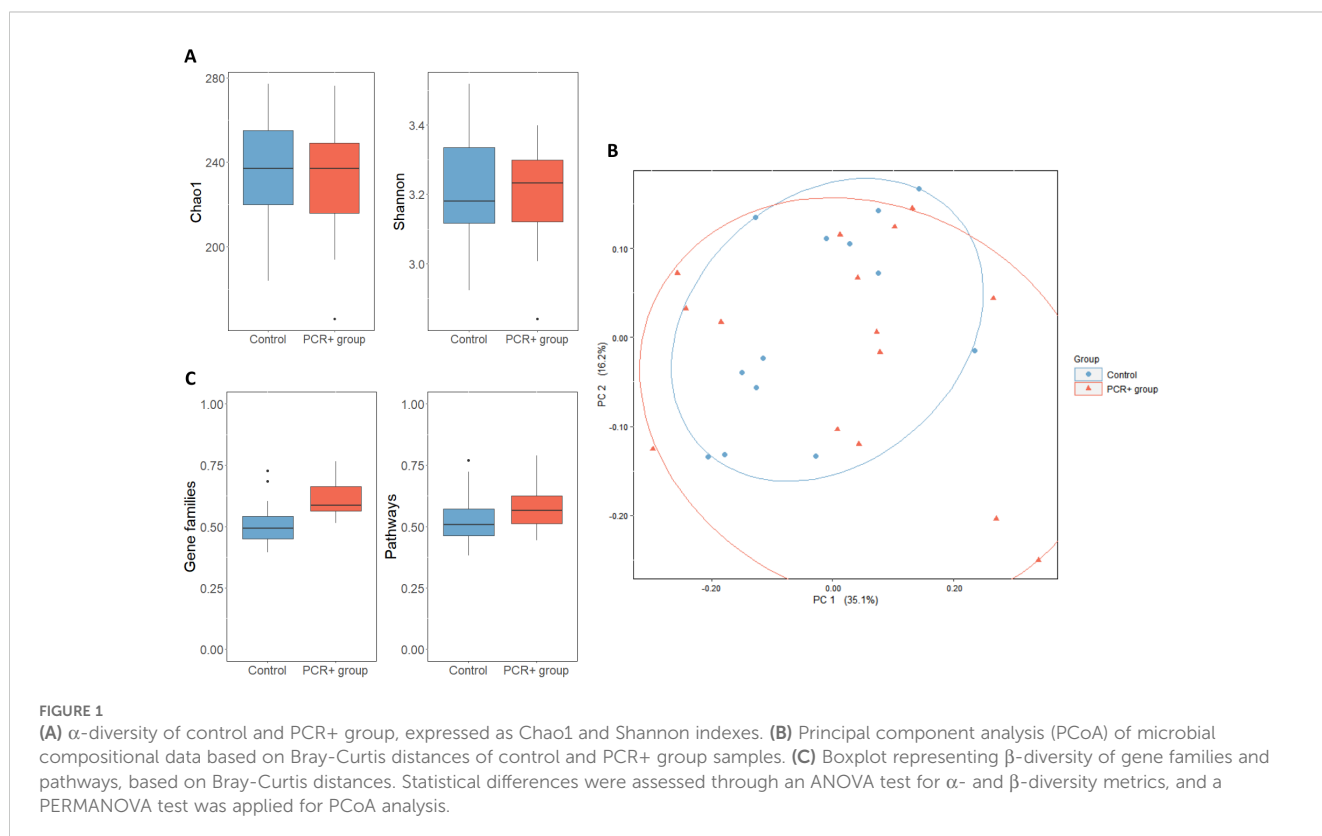 A
Chao1
280
240
200
Control
PCR+ group
Shannon
3.4
3.2
3.0
Control
PCR+ group
B
PC 2 (16.2%)
0.10
0.00
-0.10
-0.20
-0.20
0.00
0.20
PC 1 (35.1%)
Group
Control
PCR+ group
C
Gene families
1.00
0.75
0.50
0.25
0.00
Control
PCR+ group
Pathways
1.00
0.75
0.50
0.25
0.00
Control
PCR+ group
FIGURE 1
(A) α-diversity of control and PCR+ group, expressed as Chao1 and Shannon indexes. (B) Principal component analysis (PCoA) of microbial
compositional data based on Bray-Curtis distances of control and PCR+ group samples. (C) Boxplot representing β-diversity of gene families and
pathways, based on Bray-Curtis distances. Statistical differences were assessed through an ANOVA test for α- and β-diversity metrics, and a
PERMANOVA test was applied for PCoA analysis.